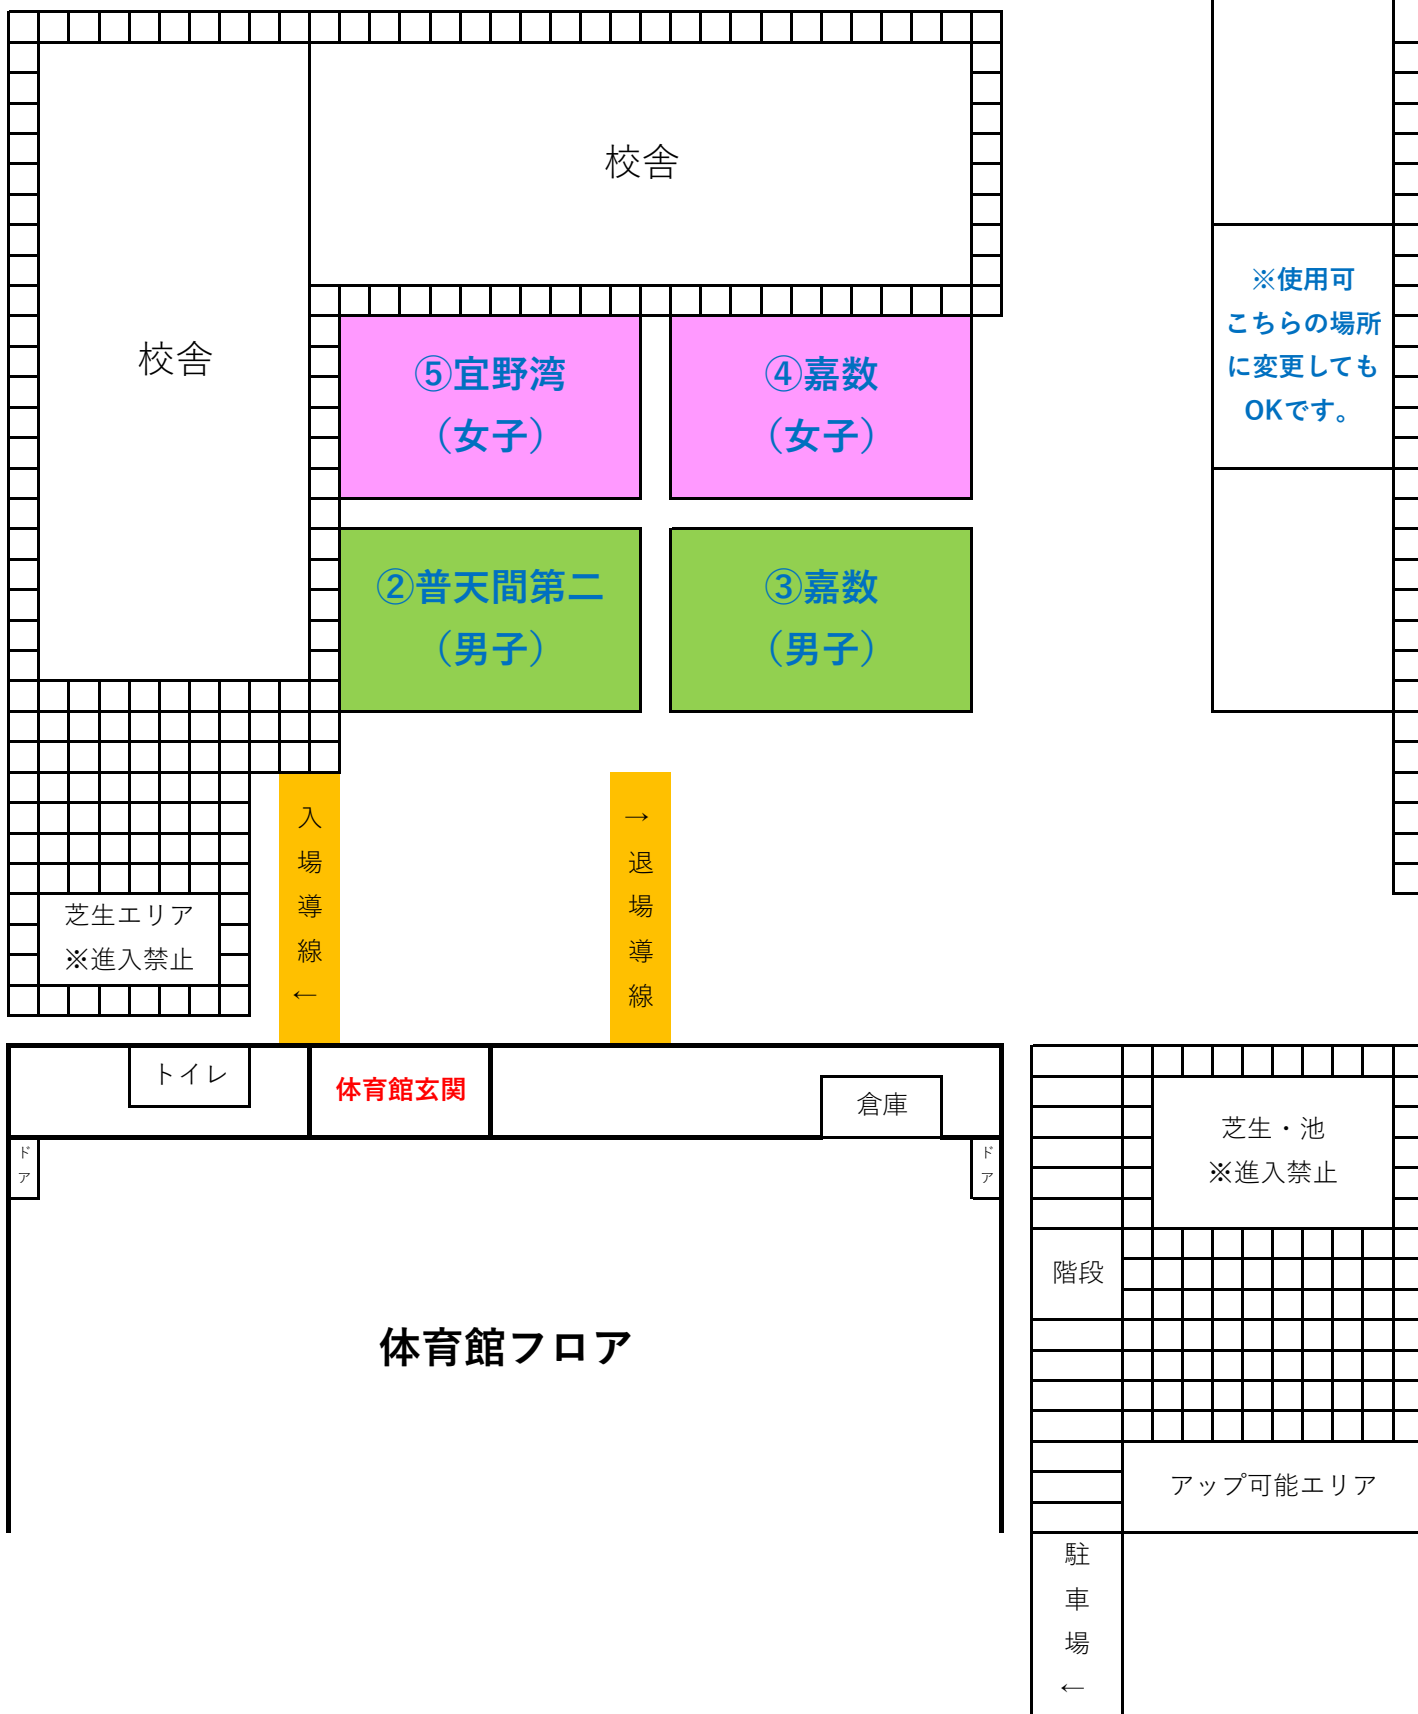 校舎
※使用可
こちらの場所
に変更しても
OKです。
校舎
⑤宜野湾
（女子）
④嘉数
（女子）
②普天間第二
（男子）
③嘉数
（男子）
入場導線←
→退場導線
芝生エリア
※進入禁止
トイレ
体育館玄関
倉庫
ドア
ドア
芝生・池
※進入禁止
階段
体育館フロア
アップ可能エリア
駐車場←